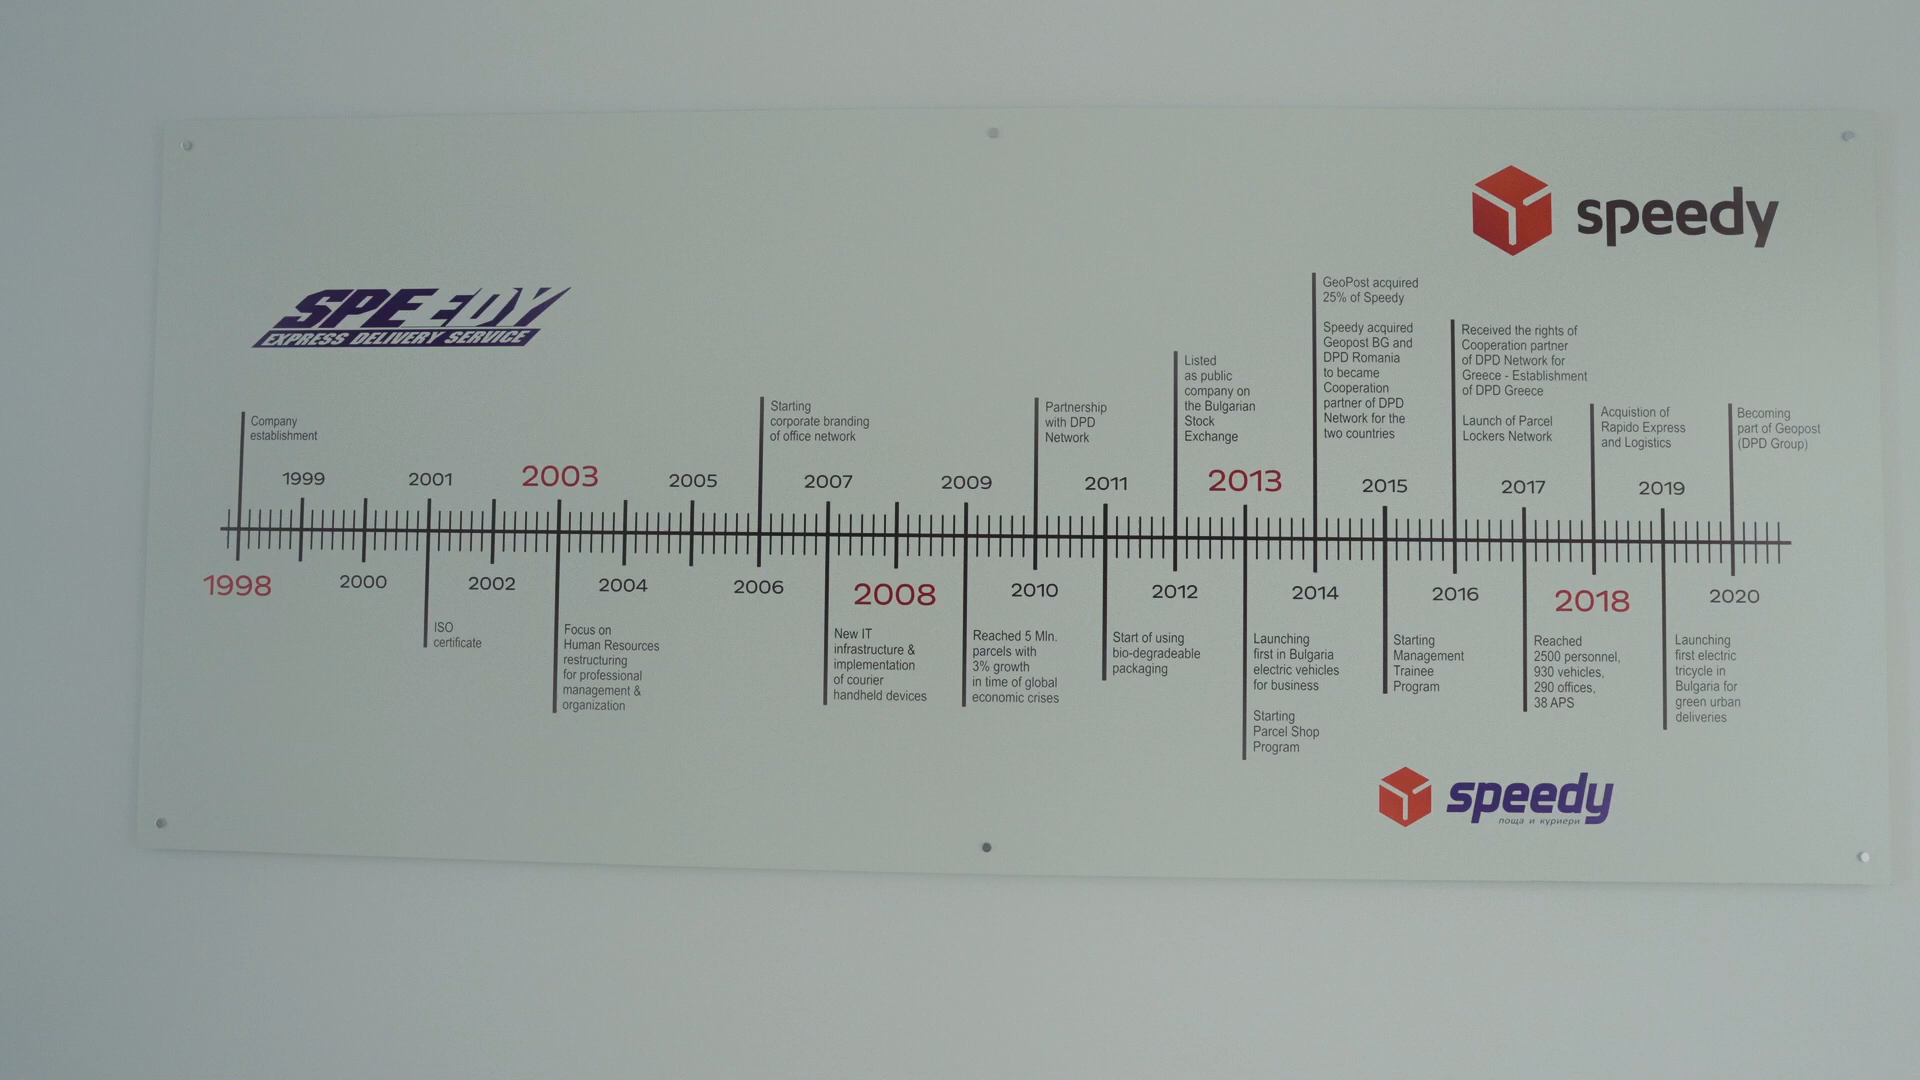 speedy
SPEEDY
EXPRESS DELIVERY SERVICE
Company
establishment
Starting
corporate branding
of office network
Partnership
with DPD
Network
Listed
as public
company on
the Bulgarian
Stock
Exchange
GeoPost acquired
25% of Speedy
Speedy acquired
Geopost BG and
DPD Romania
to became
Cooperation
partner of DPD
Network for the
two countries
Received the rights of
Cooperation partner
of DPD Network for
Greece - Establishment
of DPD Greece
Launch of Parcel
Lockers Network
Acquistion of
Rapido Express
and Logistics
Becoming
part of Geopost
(DPD Group)
1999
2001
2003
2005
2007
2009
2011
2013
2015
2017
2019
1998
2000
2002
2004
2006
2008
2010
2012
2014
2016
2018
2020
ISO
certificate
Focus on
Human Resources
restructuring
for professional
management &
organization
New IT
infrastructure &
implementation
of courier
handheld devices
Reached 5 Mln.
parcels with
3% growth
in time of global
economic crises
Start of using
bio-degradeable
packaging
Launching
first in Bulgaria
electric vehicles
for business
Starting
Parcel Shop
Program
Starting
Management
Trainee
Program
Reached
2500 personnel,
930 vehicles,
290 offices,
38 APS
Launching
first electric
tricycle in
Bulgaria for
green urban
deliveries
speedy
поща и куриери